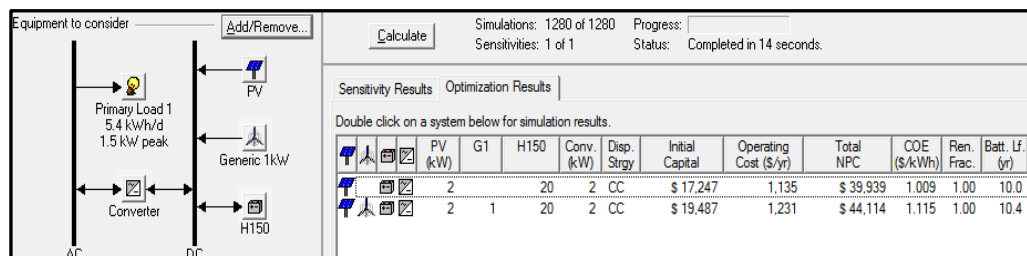 Equipment to consider
Add/Remove...
PV
Primary Load 1
5.4 kWh/d
1.5 kW peak
Generic 1kW
Converter
H150
AC DC
Calculate
Simulations: 1280 of 1280
Sensitivities: 1 of 1
Progress:
Status: Completed in 14 seconds.
Sensitivity Results Optimization Results
Double click on a system below for simulation results.
PV (kW) G1 H150 Conv. (kW) Disp. Strgy Initial Capital Operating Cost ($/yr) Total NPC COE ($/kWh) Ren. Frac. Batt. Lf. (yr)
2 20 2 CC $ 17,247 1,135 $ 39,939 1.009 1.00 10.0
2 1 20 2 CC $ 19,487 1,231 $ 44,114 1.115 1.00 10.4